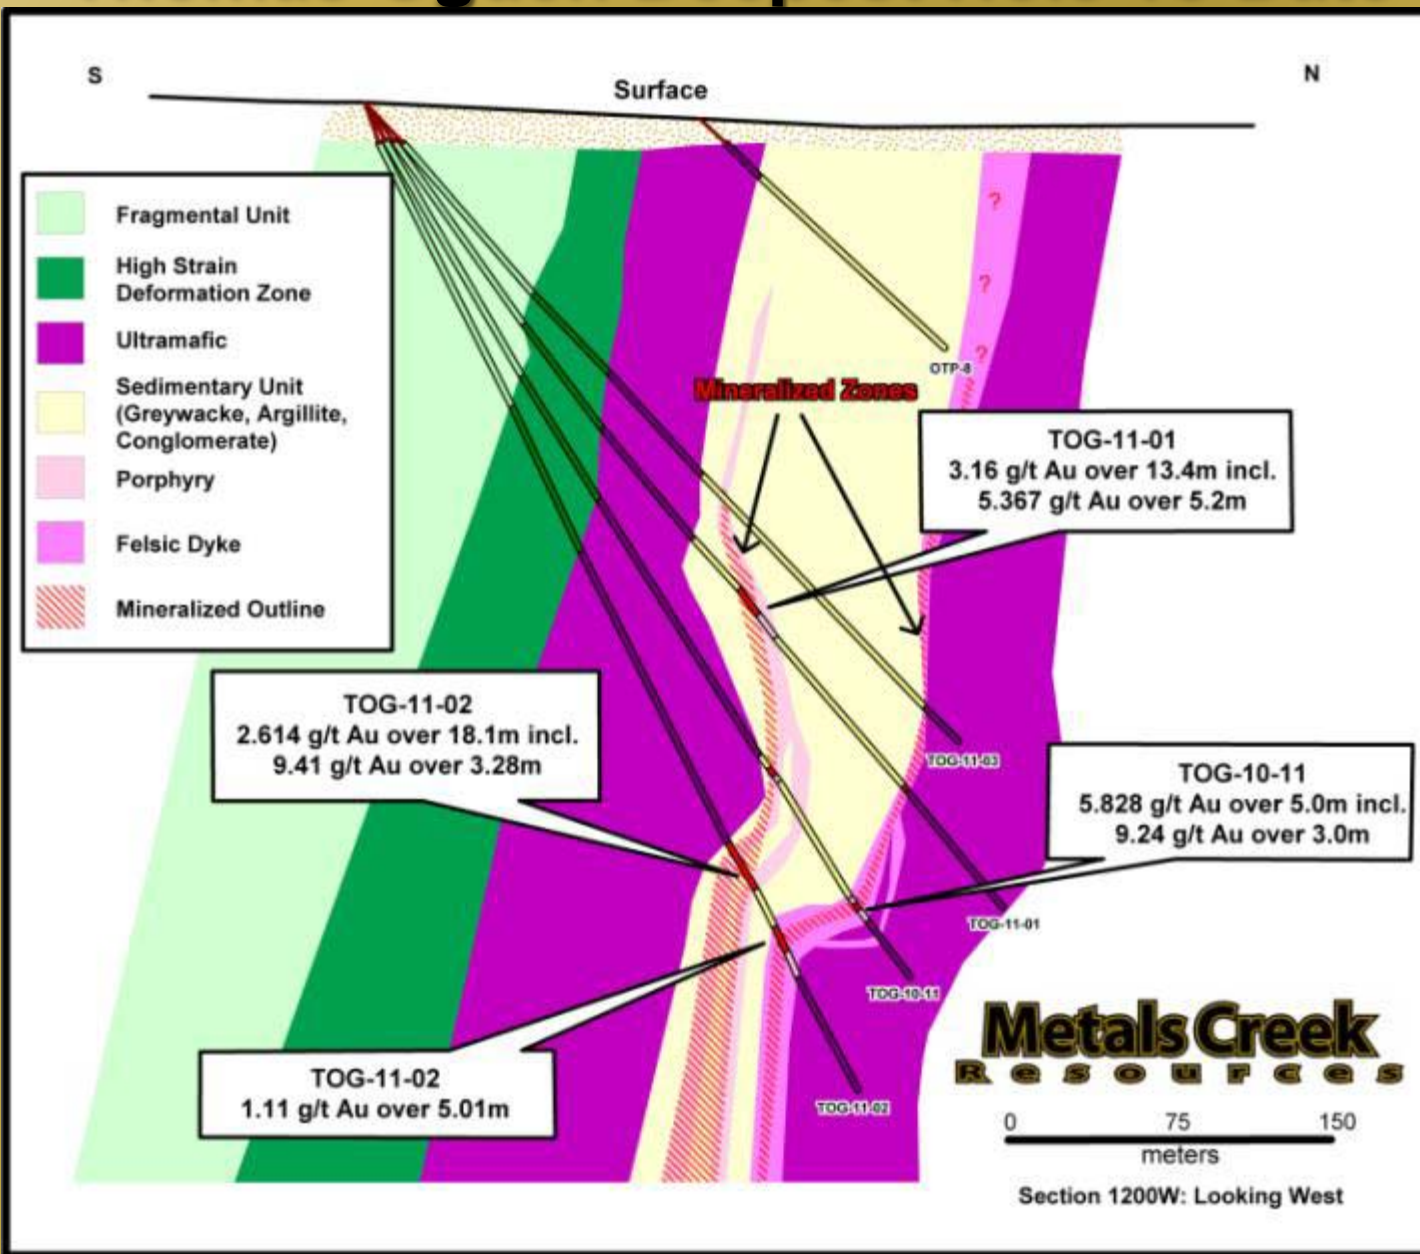 S
Surface
N
Fragmental Unit
High Strain
Deformation Zone
Ultramafic
Sedimentary Unit
(Greywacke, Argillite,
Conglomerate)
Porphyry
Felsic Dyke
Mineralized Outline
?
?
?
OTP-8
Mineralized Zones
TOG-11-01
3.16 g/t Au over 13.4m incl.
5.367 g/t Au over 5.2m
TOG-11-02
2.614 g/t Au over 18.1m incl.
9.41 g/t Au over 3.28m
TOG-11-03
TOG-10-11
5.828 g/t Au over 5.0m incl.
9.24 g/t Au over 3.0m
TOG-11-01
TOG-10-11
TOG-11-02
1.11 g/t Au over 5.01m
TOG-11-02
Metals Creek
Resources
0 75 150
meters
Section 1200W: Looking West